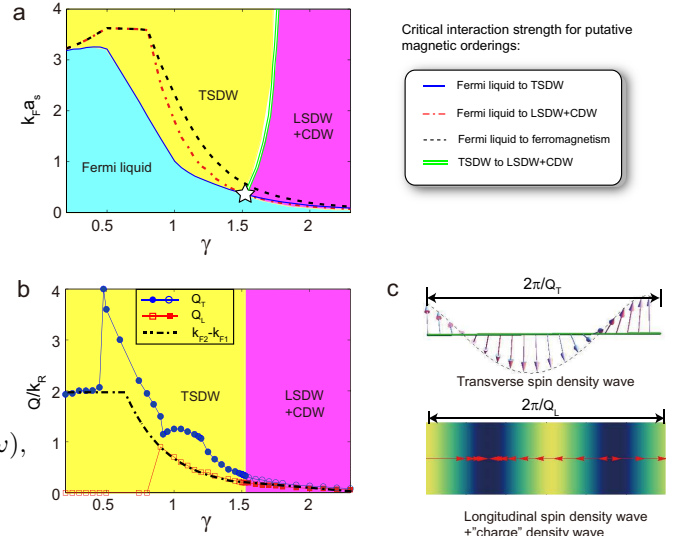 a
4
3
2
1
0
k_F a_s
TSDW
LSDW
+CDW
Fermi liquid
0.5
1
1.5
2
γ
Critical interaction strength for putative
magnetic orderings:
Fermi liquid to TSDW
Fermi liquid to LSDW+CDW
Fermi liquid to ferromagnetism
TSDW to LSDW+CDW
b
4
3
2
1
0
Q/k_R
Q_T
Q_L
k_F2-k_F1
TSDW
LSDW
+CDW
0.5
1
1.5
2
γ
),
c
2π/Q_T
Transverse spin density wave
2π/Q_L
Longitudinal spin density wave
+"charge" density wave